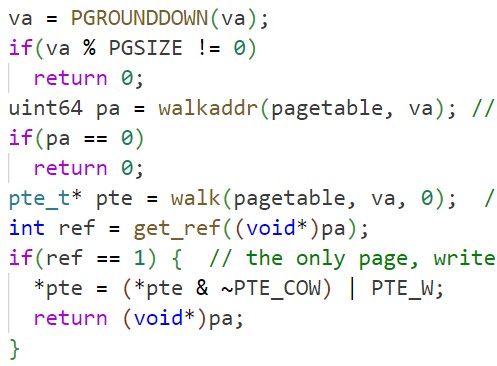 va = PGROUNDDOWN(va);
if(va % PGSIZE != 0)
  return 0;
uint64 pa = walkaddr(pagetable, va); //
if(pa == 0)
  return 0;
pte_t* pte = walk(pagetable, va, 0);  /
int ref = get_ref((void*)pa);
if(ref == 1) {  // the only page, write
  *pte = (*pte & ~PTE_COW) | PTE_W;
  return (void*)pa;
}